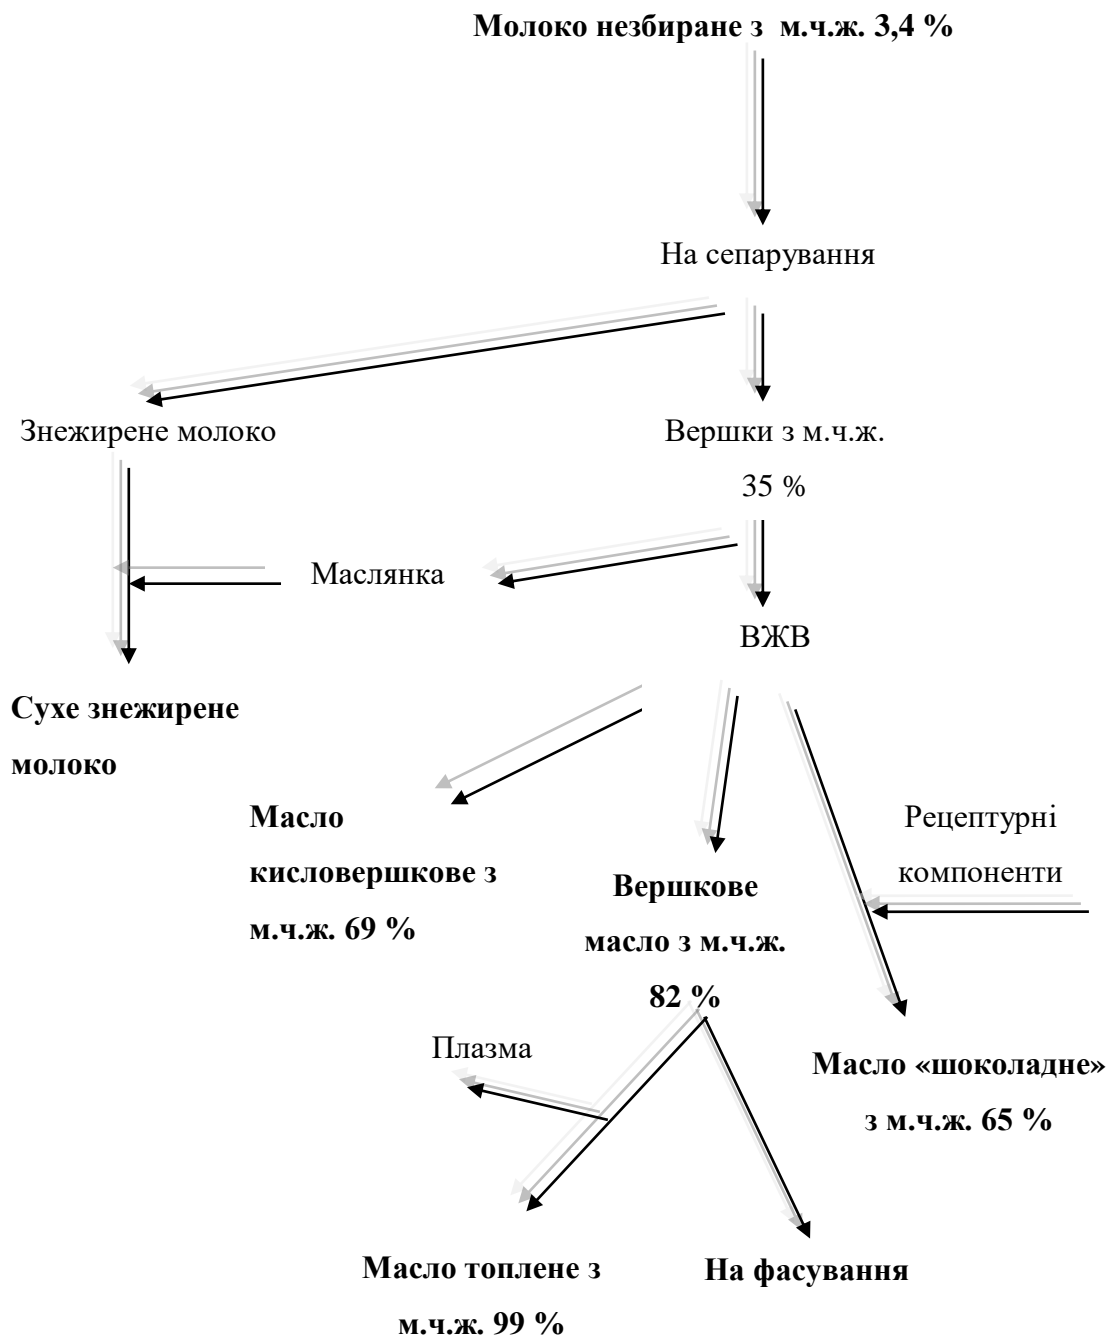 Молоко незбиране з м.ч.ж. 3,4 %
На сепарування
Знежирене молоко
Вершки з м.ч.ж.
35 %
Маслянка
ВЖВ
Сухе знежирене
молоко
Масло
кисловершкове з
м.ч.ж. 69 %
Вершкове
масло з м.ч.ж.
82 %
Рецептурні
компоненти
Плазма
Масло «шоколадне»
з м.ч.ж. 65 %
Масло топлене з
м.ч.ж. 99 %
На фасування